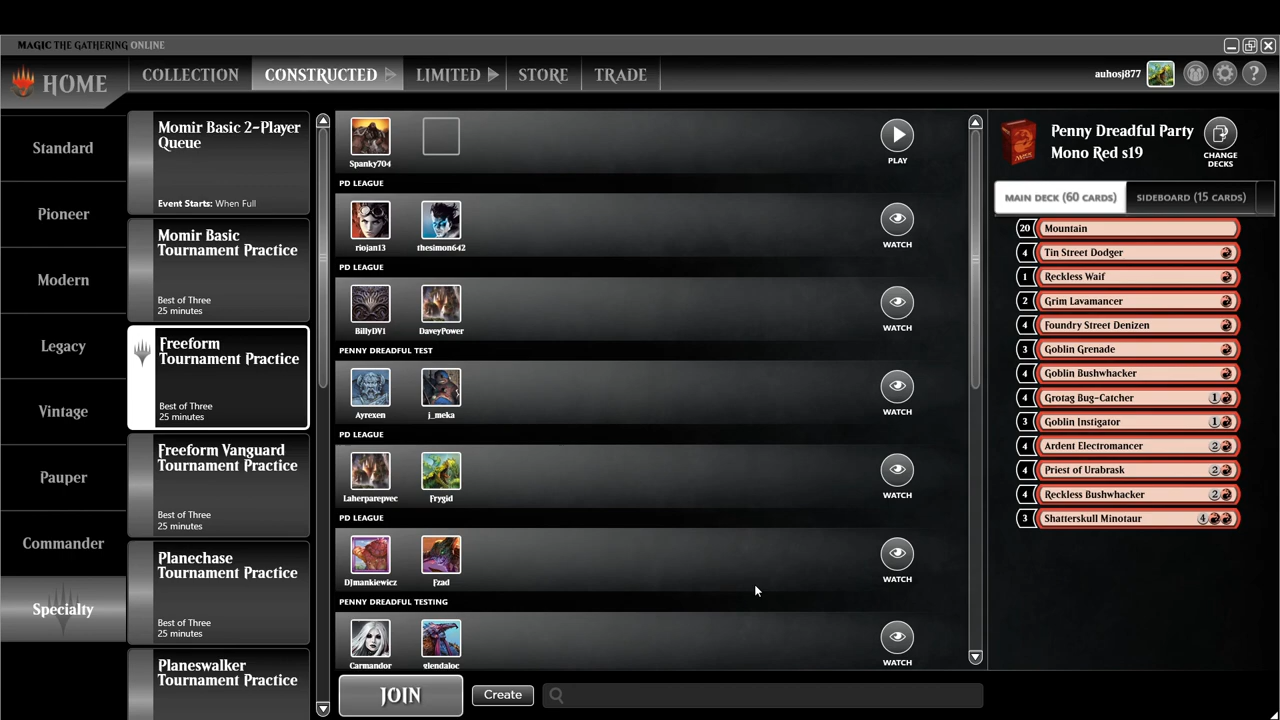 MAGIC THE GATHERING ONLINE
HOME
COLLECTION
CONSTRUCTED
LIMITED
STORE
TRADE
auhosj877
?
Standard
Pioneer
Modern
Legacy
Vintage
Pauper
Commander
Specialty
Momir Basic 2-Player
Queue
Event Starts: When Full
Momir Basic
Tournament Practice
Best of Three
25 minutes
Freeform
Tournament Practice
Best of Three
25 minutes
Freeform Vanguard
Tournament Practice
Best of Three
25 minutes
Planechase
Tournament Practice
Best of Three
25 minutes
Planeswalker
Tournament Practice
Spanky704
PLAY
PD LEAGUE
riojan13 thesimon642
WATCH
PD LEAGUE
BillyDV1 DaveyPower
WATCH
PENNY DREADFUL TEST
Ayrexen j_meka
WATCH
PD LEAGUE
Laherparepvec Frygid
WATCH
PD LEAGUE
DJmankiewicz Fzad
WATCH
PENNY DREADFUL TESTING
Carmandor glendaloc
WATCH
JOIN
Create
Penny Dreadful Party
Mono Red s19
CHANGE
DECKS
MAIN DECK (60 CARDS)
SIDEBOARD (15 CARDS)
20 Mountain
4 Tin Street Dodger
1 Reckless Waif
2 Grim Lavamancer
4 Foundry Street Denizen
3 Goblin Grenade
4 Goblin Bushwhacker
4 Grotag Bug-Catcher 1
3 Goblin Instigator 1
4 Ardent Electromancer 2
4 Priest of Urabrask 2
4 Reckless Bushwhacker 2
3 Shatterskull Minotaur 4